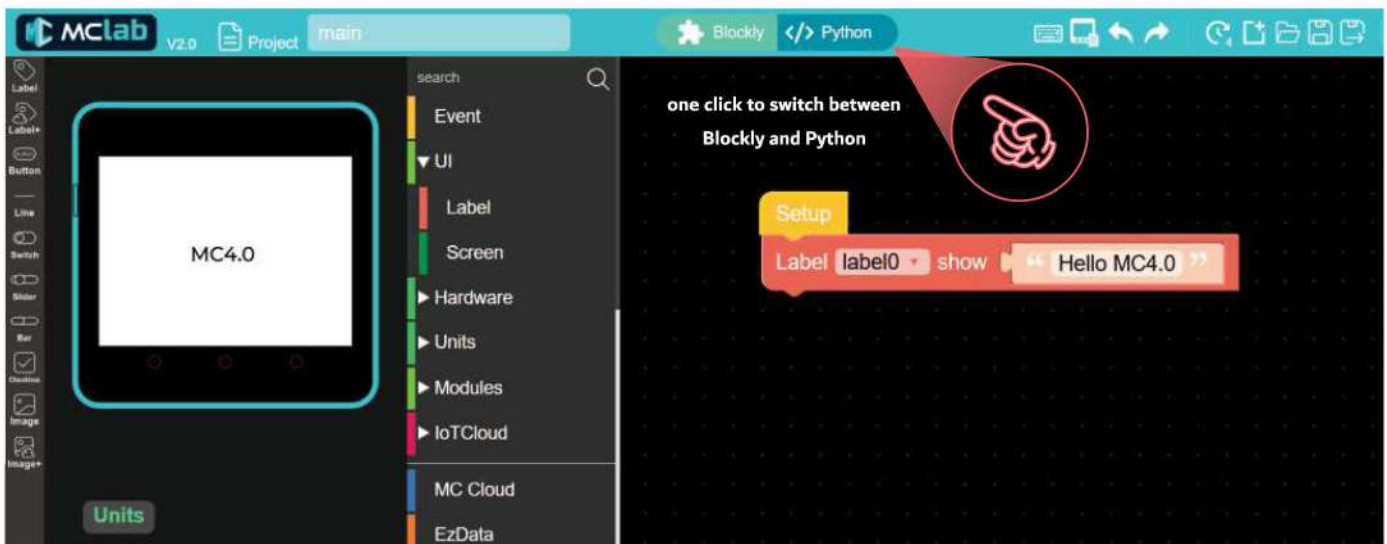 MClab V2.0 Project main Blockly </> Python
Label
Label+
Button
Line
Switch
Slider
Bar
Image
Image+
MC4.0
Units
search
Event
UI
Label
Screen
Hardware
Units
Modules
IoTCloud
MC Cloud
EzData
one click to switch between
Blockly and Python
Setup
Label label0 show “ Hello MC4.0 ”